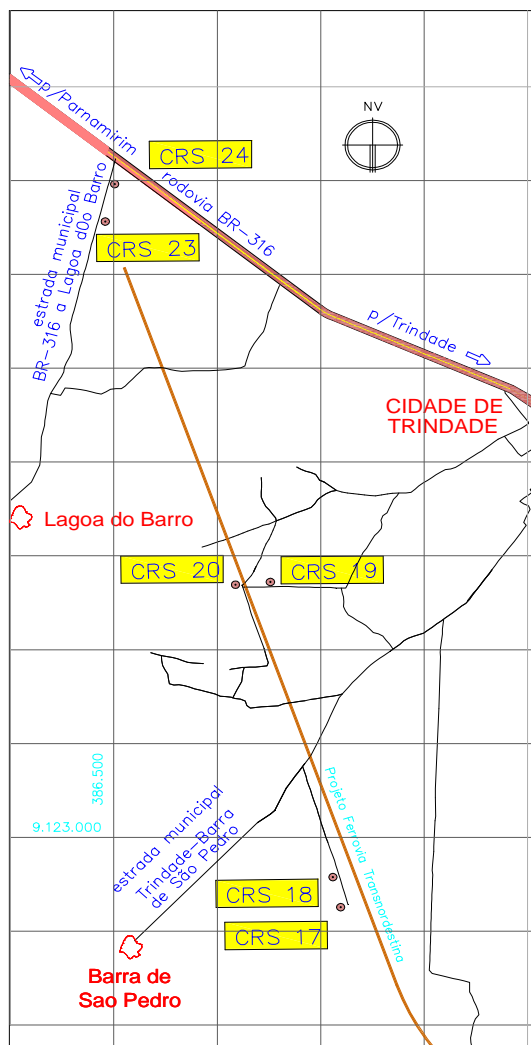 p/Parnamirim
NV
CRS 24
rodovia BR-316
estrada municipal
BR-316 a Lagoa d0o Barro
CRS 23
p/Trindade
CIDADE DE
TRINDADE
Lagoa do Barro
CRS 20
CRS 19
386.500
9.123.000
Projeto Ferrovia Transnordestina
estrada municipal
Trindade-Barra
de São Pedro
CRS 18
CRS 17
Barra de
Sao Pedro